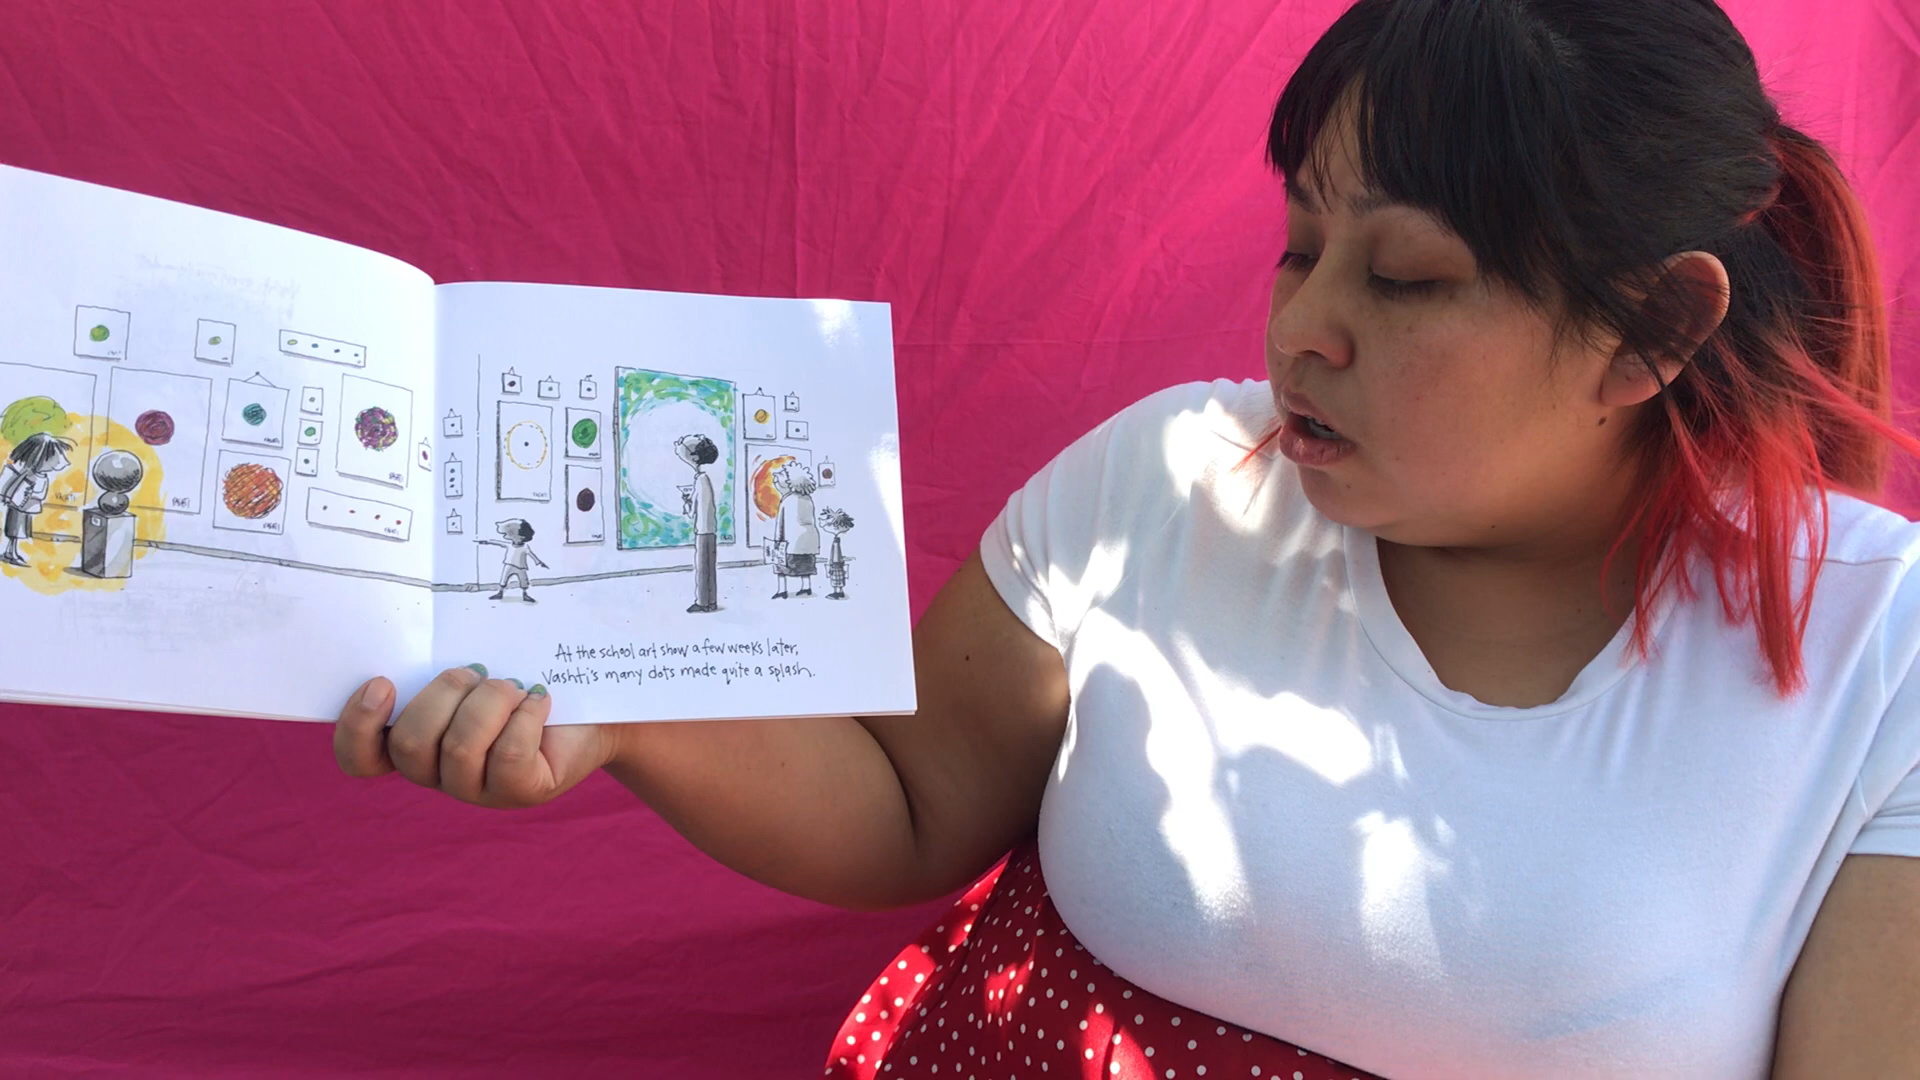 At the school art show a few weeks later,
Vashti's many dots made quite a splash.